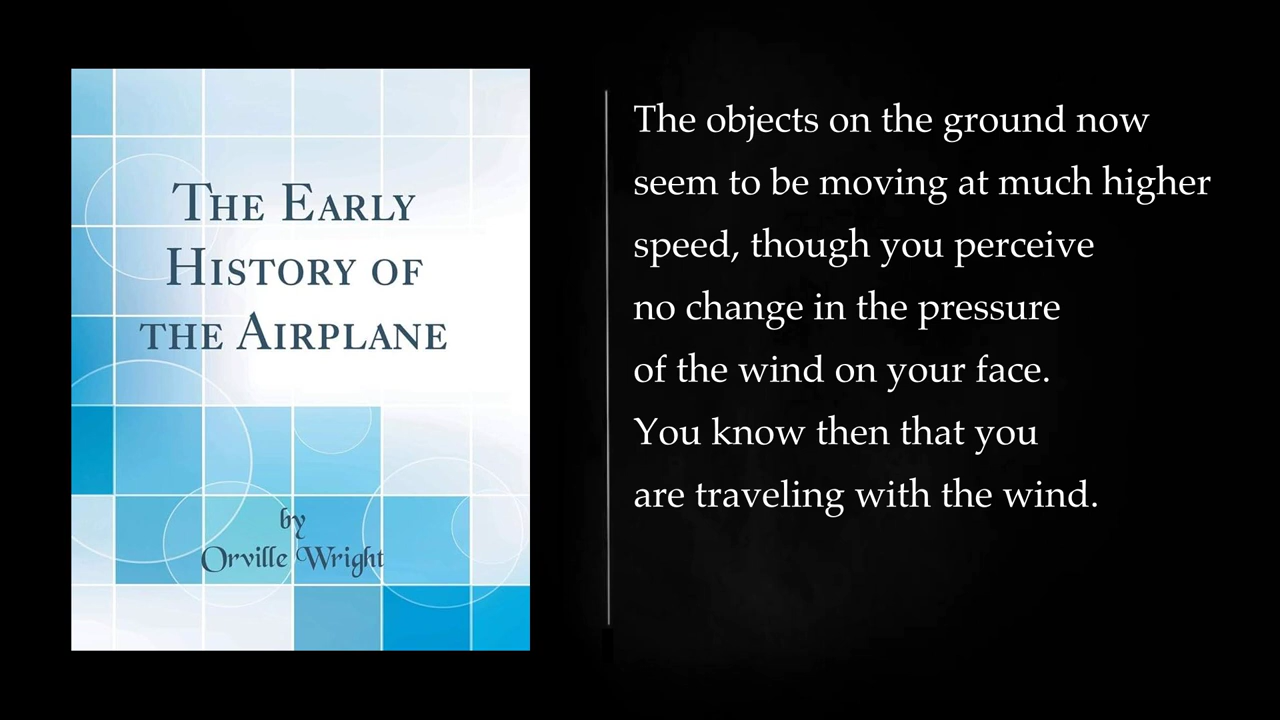 The Early
History of
the Airplane
by
Orville Wright
The objects on the ground now
seem to be moving at much higher
speed, though you perceive
no change in the pressure
of the wind on your face.
You know then that you
are traveling with the wind.